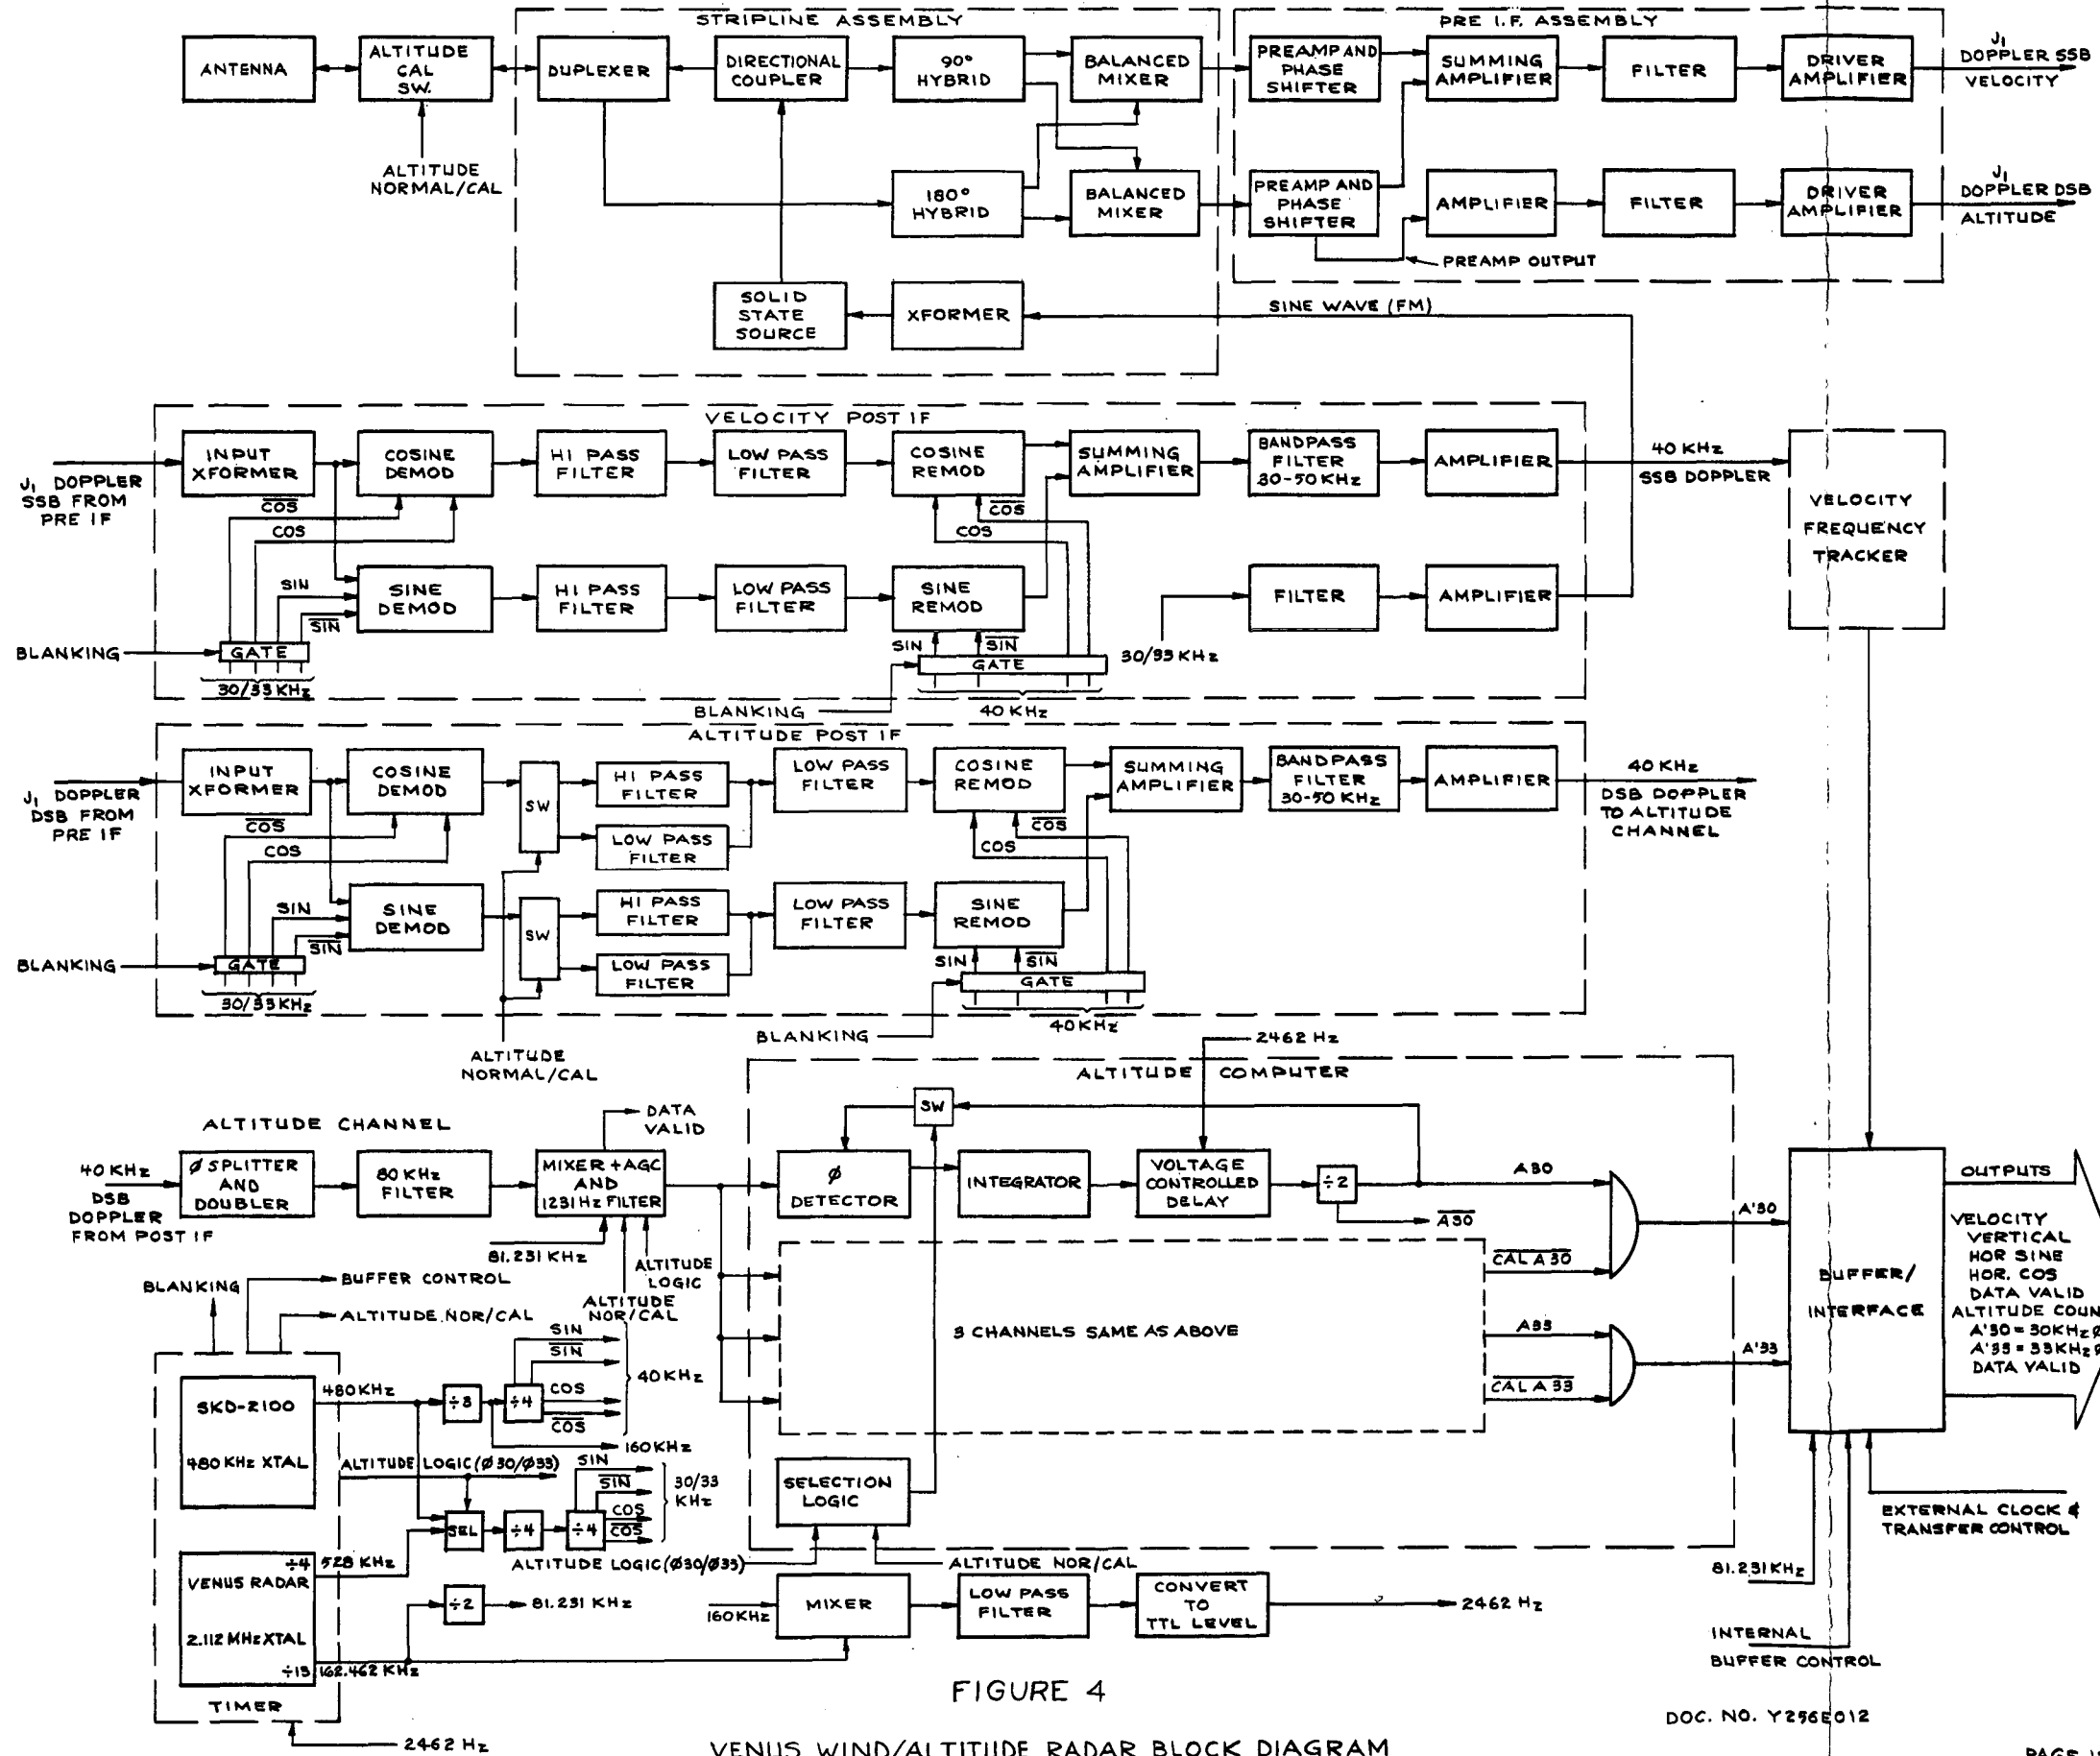 STRIPLINE ASSEMBLY
PRE I.F. ASSEMBLY
ANTENNA
ALTITUDE
CAL
SW.
DUPLEXER
DIRECTIONAL
COUPLER
90°
HYBRID
BALANCED
MIXER
PREAMP AND
PHASE
SHIFTER
SUMMING
AMPLIFIER
FILTER
DRIVER
AMPLIFIER
J₁
DOPPLER SSB
VELOCITY
ALTITUDE
NORMAL/CAL
180°
HYBRID
BALANCED
MIXER
PREAMP AND
PHASE
SHIFTER
AMPLIFIER
FILTER
DRIVER
AMPLIFIER
J₁
DOPPLER DSB
ALTITUDE
PREAMP OUTPUT
SOLID
STATE
SOURCE
XFORMER
SINE WAVE (FM)
VELOCITY POST IF
INPUT
XFORMER
COSINE
DEMOD
HI PASS
FILTER
LOW PASS
FILTER
COSINE
REMOD
SUMMING
AMPLIFIER
BANDPASS
FILTER
30-50 KHz
AMPLIFIER
40 KHz
SSB DOPPLER
VELOCITY
FREQUENCY
TRACKER
J₁ DOPPLER
SSB FROM
PRE IF
C̅O̅S̅
COS
C̅O̅S̅
COS
SIN
S̅I̅N̅
SINE
DEMOD
HI PASS
FILTER
LOW PASS
FILTER
SINE
REMOD
FILTER
AMPLIFIER
SIN
S̅I̅N̅
BLANKING
GATE
30/33 KHz
GATE
30/33 KHz
BLANKING
40 KHz
ALTITUDE POST IF
INPUT
XFORMER
COSINE
DEMOD
SW
HI PASS
FILTER
LOW PASS
FILTER
LOW PASS
FILTER
COSINE
REMOD
SUMMING
AMPLIFIER
BANDPASS
FILTER
30-50 KHz
AMPLIFIER
40 KHz
DSB DOPPLER
TO ALTITUDE
CHANNEL
J₁ DOPPLER
DSB FROM
PRE IF
C̅O̅S̅
COS
C̅O̅S̅
COS
SIN
S̅I̅N̅
SINE
DEMOD
SW
HI PASS
FILTER
LOW PASS
FILTER
LOW PASS
FILTER
SINE
REMOD
SIN
S̅I̅N̅
BLANKING
GATE
30/33 KHz
GATE
BLANKING
40 KHz
ALTITUDE
NORMAL/CAL
2462 Hz
ALTITUDE COMPUTER
ALTITUDE CHANNEL
DATA
VALID
SW
40 KHz
DSB
DOPPLER
FROM POST IF
Ø SPLITTER
AND
DOUBLER
80 KHz
FILTER
MIXER + AGC
AND
1231 Hz FILTER
Ø
DETECTOR
INTEGRATOR
VOLTAGE
CONTROLLED
DELAY
÷2
A30
A̅3̅0̅
A'30
81.231 KHz
ALTITUDE
LOGIC
ALTITUDE
NOR/CAL
C̅A̅L̅ A̅3̅0̅
3 CHANNELS SAME AS ABOVE
A33
A'33
C̅A̅L̅ A̅3̅3̅
BUFFER/
INTERFACE
OUTPUTS
VELOCITY
VERTICAL
HOR SINE
HOR. COS
DATA VALID
A'30 = 30KHz
A'33 = 33KHz
DATA VALID
BLANKING
BUFFER CONTROL
ALTITUDE NOR/CAL
SKD-2100
480 KHz XTAL
480 KHz
÷3
÷4
SIN
S̅I̅N̅
COS
C̅O̅S̅
40 KHz
160 KHz
ALTITUDE LOGIC (Ø30/Ø33)
SEL
÷4
÷4
SIN
S̅I̅N̅
COS
C̅O̅S̅
30/33
KHz
÷4
528 KHz
VENUS RADAR
2.112 MHz XTAL
÷13
162.462 KHz
÷2
81.231 KHz
TIMER
2462 Hz
SELECTION
LOGIC
ALTITUDE LOGIC (Ø30/Ø33)
ALTITUDE NOR/CAL
160 KHz
MIXER
LOW PASS
FILTER
CONVERT
TO
TTL LEVEL
2462 Hz
EXTERNAL CLOCK &
TRANSFER CONTROL
81.231 KHz
INTERNAL
BUFFER CONTROL
FIGURE 4
DOC. NO. Y256E012
VENUS WIND/ALTITUDE RADAR BLOCK DIAGRAM
PAGE